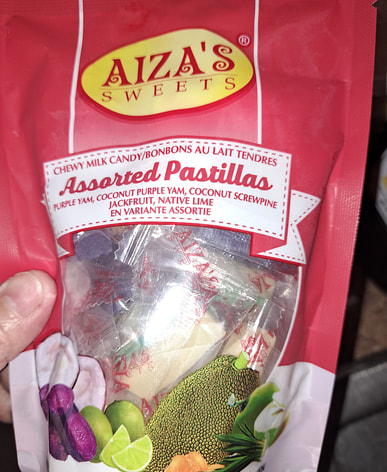 AIZA'S®
SWEETS
CHEWY MILK CANDY/BONBONS AU LAIT TENDRES
Assorted Pastillas
PURPLE YAM, COCONUT PURPLE YAM, COCONUT SCREWPINE
JACKFRUIT, NATIVE LIME
EN VARIANTE ASSORTIE